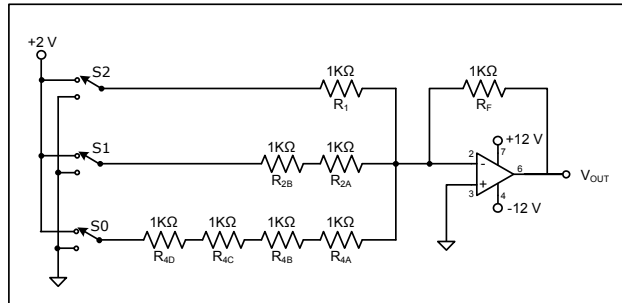 +2 V
S2
1KΩ
R1
1KΩ
RF
S1
1KΩ
R2B
1KΩ
R2A
+12 V
7
2
-
6
VOUT
+
3
4
-12 V
S0
1KΩ
R4D
1KΩ
R4C
1KΩ
R4B
1KΩ
R4A